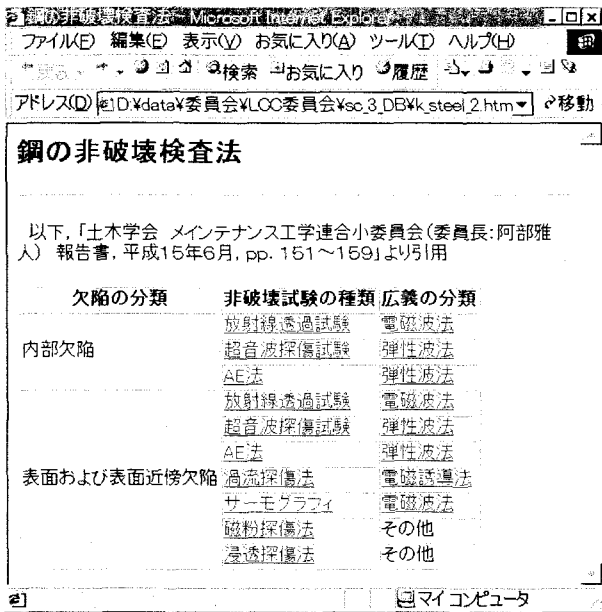 鋼の非破壊検査法 - Microsoft Internet Explorer
ファイル(F) 編集(E) 表示(V) お気に入り(A) ツール(T) ヘルプ(H)
検索 お気に入り 履歴
アドレス(D) D:¥data¥委員会¥LCC委員会¥sc_3_DB¥k_steel_2.htm 移動
鋼の非破壊検査法
以下,「土木学会 メインテナンス工学連合小委員会(委員長:阿部雅
人) 報告書, 平成15年6月, pp. 151～159」より引用
欠陥の分類 非破壊試験の種類 広義の分類
放射線透過試験 電磁波法
内部欠陥 超音波探傷試験 弾性波法
AE法 弾性波法
放射線透過試験 電磁波法
超音波探傷試験 弾性波法
AE法 弾性波法
表面および表面近傍欠陥 渦流探傷法 電磁誘導法
サーモグラフィ 電磁波法
磁粉探傷法 その他
浸透探傷法 その他
マイ コンピュータ